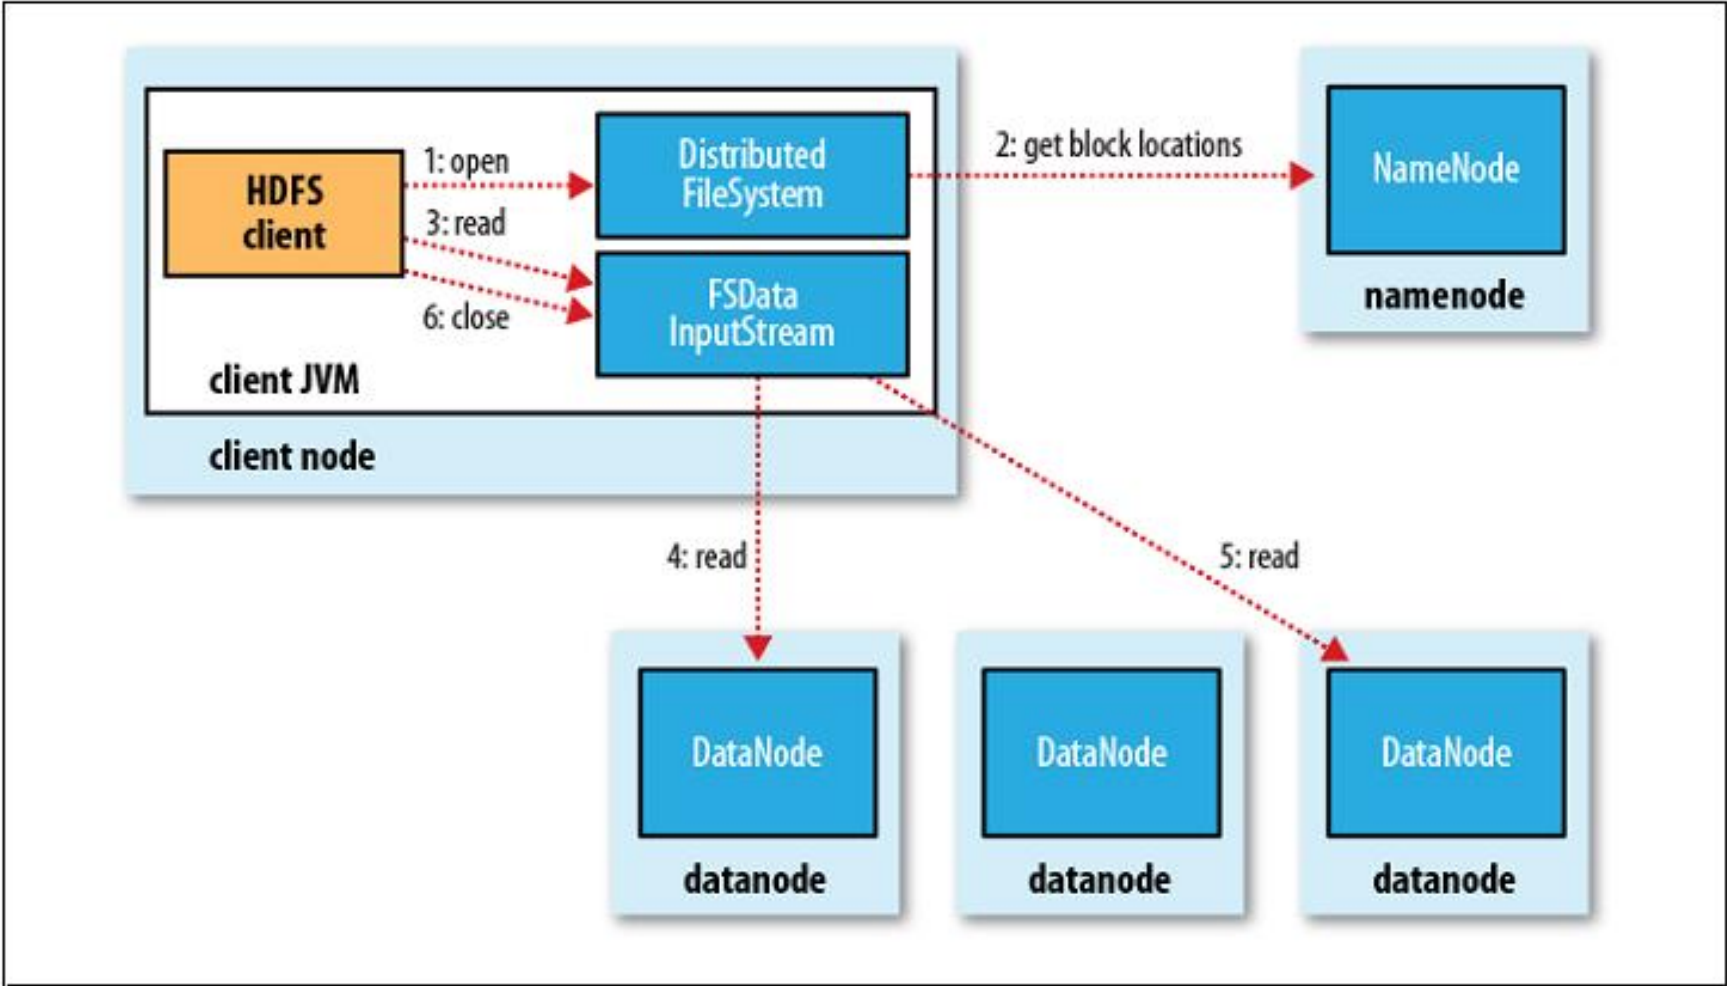 HDFS
client
1: open
3: read
6: close
Distributed
FileSystem
FSData
InputStream
client JVM
client node
2: get block locations
NameNode
namenode
4: read
5: read
DataNode
datanode
DataNode
datanode
DataNode
datanode